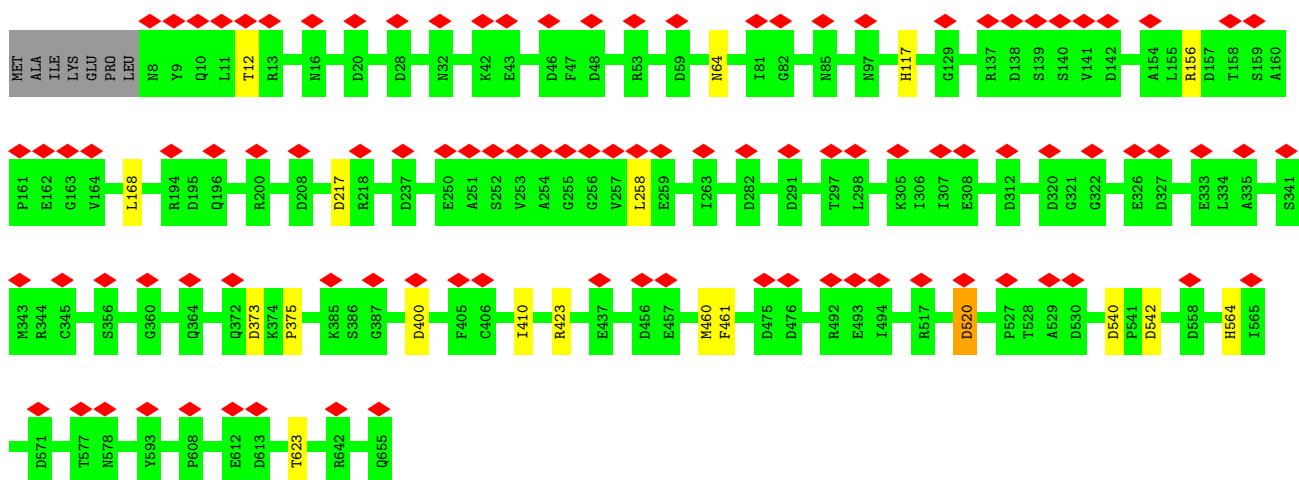 MET ALA ILE LYS GLU PRO LEU N8 Y9 Q10 L11 T12 R13 N16 D20 D28 N32 K42 E43 D46 F47 D48 R53 D59 N64 I81 G82 N85 N97 H117 G129 R137 D138 S139 S140 V141 D142 A154 L155 R156 D157 T158 S159 A160
P161 E162 G163 V164 L168 R194 D195 Q196 R200 D208 D217 R218 D237 E250 A251 S252 V253 A254 G255 G256 V257 L258 E259 I263 D282 D291 T297 L298 K305 I306 I307 E308 D312 D320 G321 G322 E326 D327 E333 L334 A335 S341
M343 R344 C345 S356 G360 Q364 Q372 D373 K374 P375 K385 S386 G387 D400 F405 C406 I410 R423 E437 D456 E457 M460 F461 D475 D476 R492 E493 I494 R517 D520 P527 T528 A529 D530 D540 P541 D542 D558 H564 I565
D571 T577 N578 Y593 P608 E612 D613 T623 R642 Q655